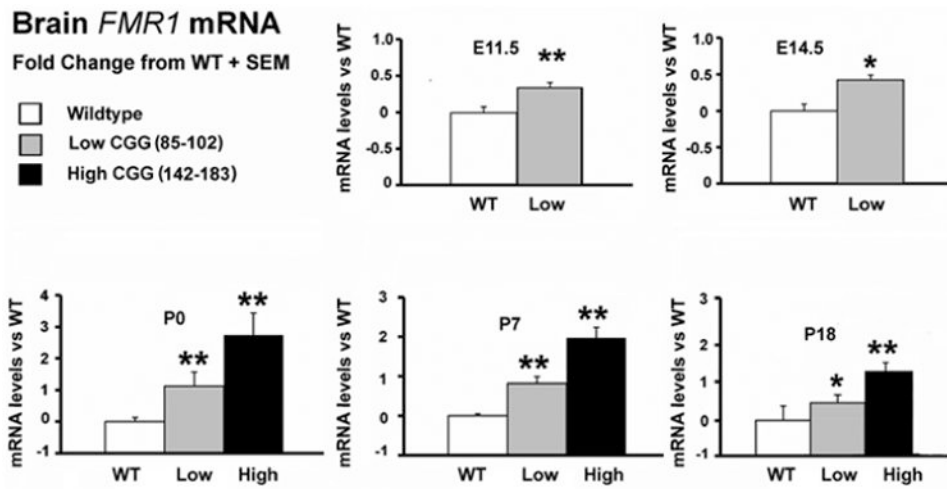 Brain FMR1 mRNA
Fold Change from WT + SEM
Wildtype
Low CGG (85-102)
High CGG (142-183)
mRNA levels vs WT
1.0
0.5
0
-0.5
0
E11.5
**
WT Low
mRNA levels vs WT
1.0
0.5
0
-0.5
0
E14.5
*
WT Low
mRNA levels vs WT
4
3
2
1
0
-1
P0
**
**
WT Low High
mRNA levels vs WT
3
2
1
0
-1
P7
**
**
WT Low High
mRNA levels vs WT
3
2
1
0
-1
P18
*
**
WT Low High